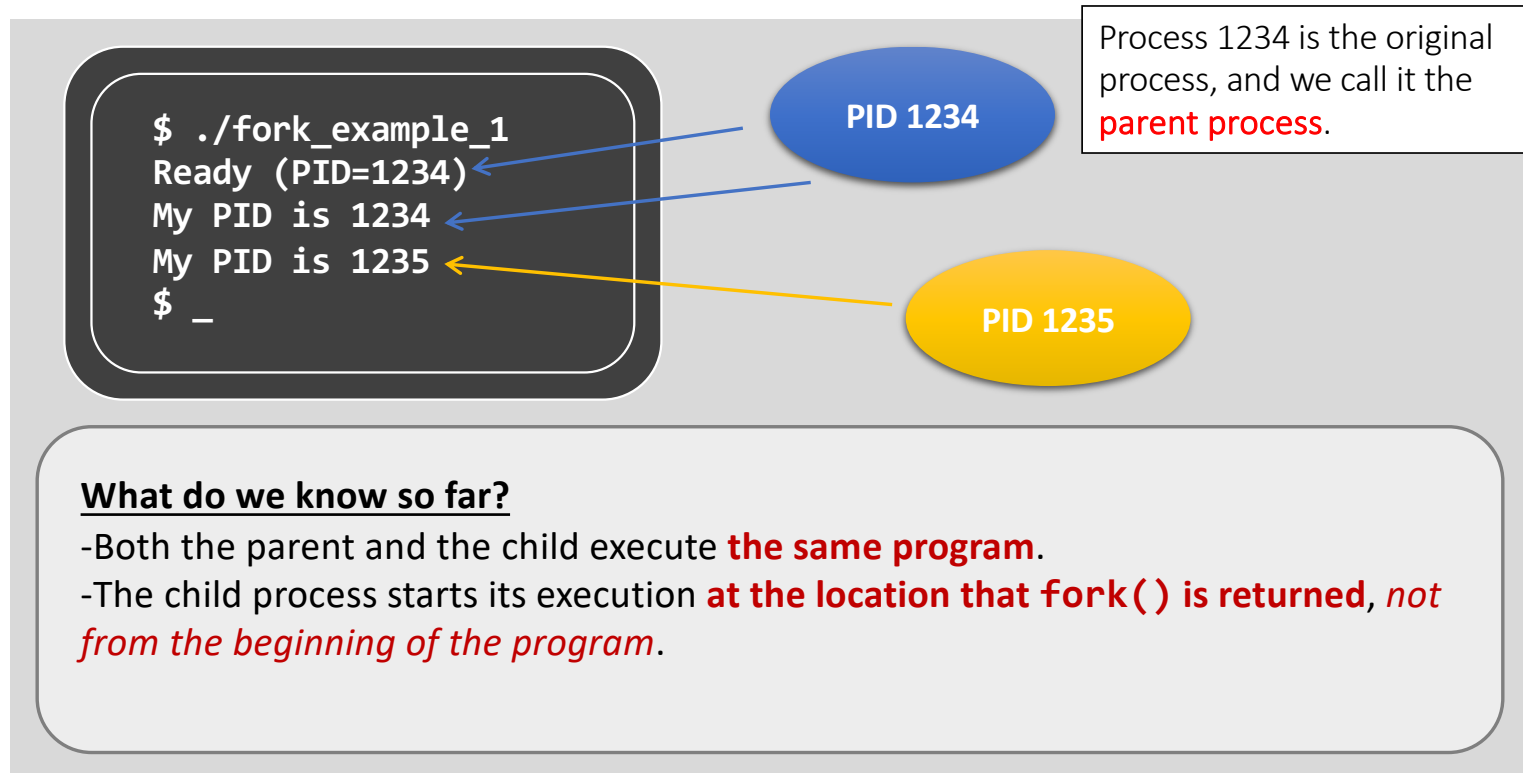 Process 1234 is the original
process, and we call it the
parent process.
$ ./fork_example_1
Ready (PID=1234)
My PID is 1234
My PID is 1235
$ _
PID 1234
PID 1235
What do we know so far?
-Both the parent and the child execute the same program.
-The child process starts its execution at the location that fork() is returned, not
from the beginning of the program.